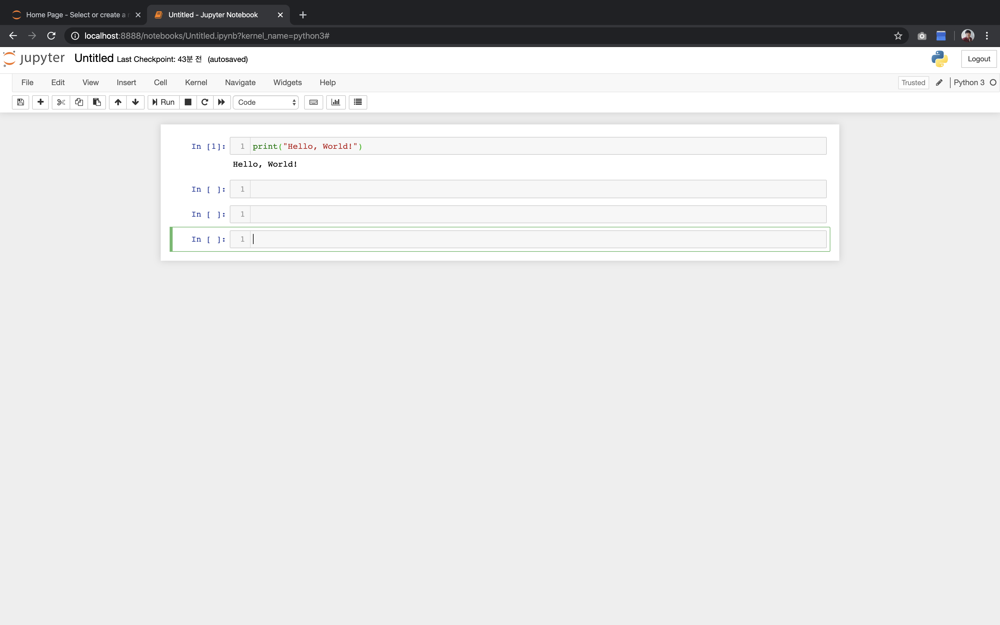 Home Page - Select or create a
Untitled - Jupyter Notebook
localhost:8888/notebooks/Untitled.ipynb?kernel_name=python3#
jupyter Untitled Last Checkpoint: 43분 전 (autosaved)
Logout
File Edit View Insert Cell Kernel Navigate Widgets Help
Trusted Python 3
Run Code
In [1]: 1 print("Hello, World!")
Hello, World!
In [ ]: 1
In [ ]: 1
In [ ]: 1